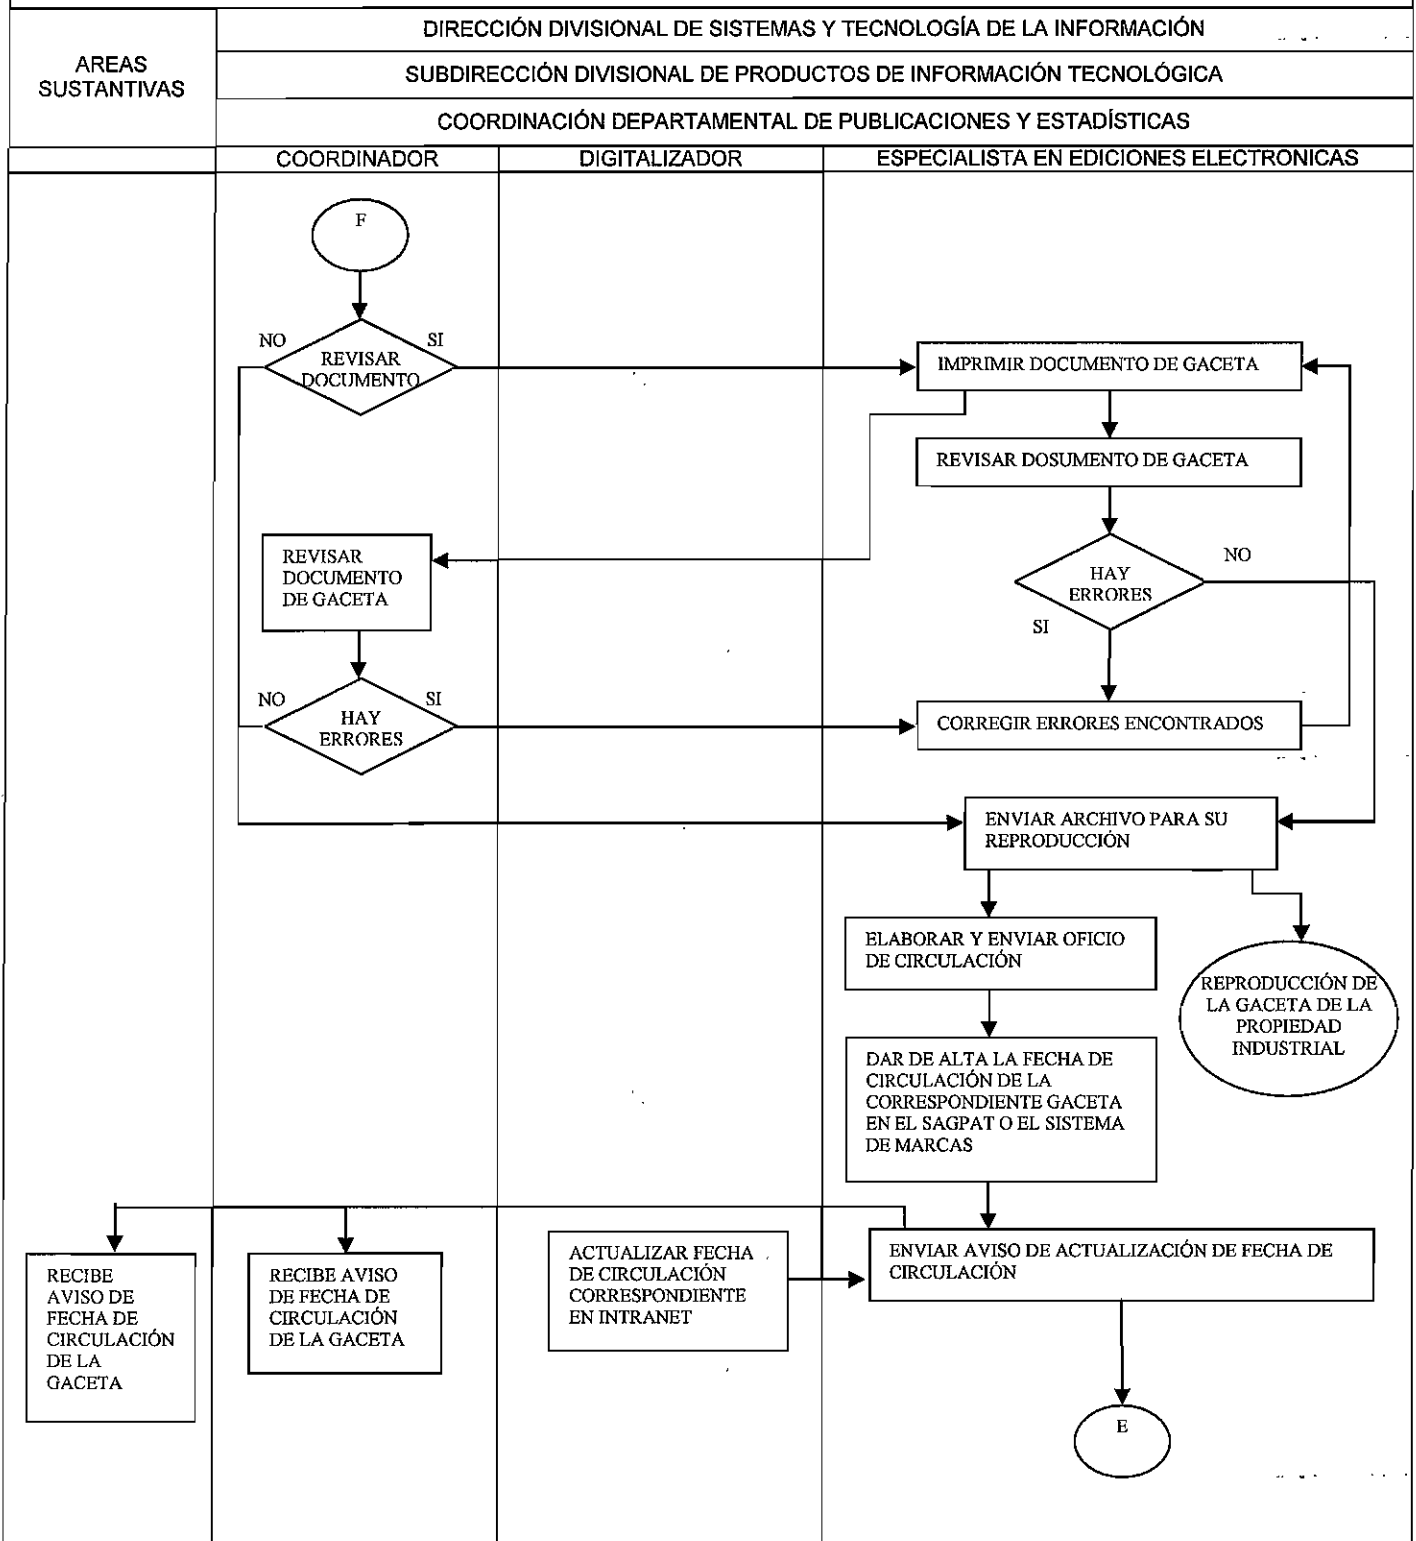 AREAS
SUSTANTIVAS
DIRECCIÓN DIVISIONAL DE SISTEMAS Y TECNOLOGÍA DE LA INFORMACIÓN
SUBDIRECCIÓN DIVISIONAL DE PRODUCTOS DE INFORMACIÓN TECNOLÓGICA
COORDINACIÓN DEPARTAMENTAL DE PUBLICACIONES Y ESTADÍSTICAS
COORDINADOR
DIGITALIZADOR
ESPECIALISTA EN EDICIONES ELECTRONICAS
F
NO
SI
REVISAR
DOCUMENTO
IMPRIMIR DOCUMENTO DE GACETA
REVISAR DOSUMENTO DE GACETA
REVISAR
DOCUMENTO
DE GACETA
HAY
ERRORES
NO
SI
NO
SI
HAY
ERRORES
CORREGIR ERRORES ENCONTRADOS
ENVIAR ARCHIVO PARA SU
REPRODUCCIÓN
ELABORAR Y ENVIAR OFICIO
DE CIRCULACIÓN
REPRODUCCIÓN DE
LA GACETA DE LA
PROPIEDAD
INDUSTRIAL
DAR DE ALTA LA FECHA DE
CIRCULACIÓN DE LA
CORRESPONDIENTE GACETA
EN EL SAGPAT O EL SISTEMA
DE MARCAS
RECIBE
AVISO DE
FECHA DE
CIRCULACIÓN
DE LA
GACETA
RECIBE AVISO
DE FECHA DE
CIRCULACIÓN
DE LA GACETA
ACTUALIZAR FECHA
DE CIRCULACIÓN
CORRESPONDIENTE
EN INTRANET
ENVIAR AVISO DE ACTUALIZACIÓN DE FECHA DE
CIRCULACIÓN
E